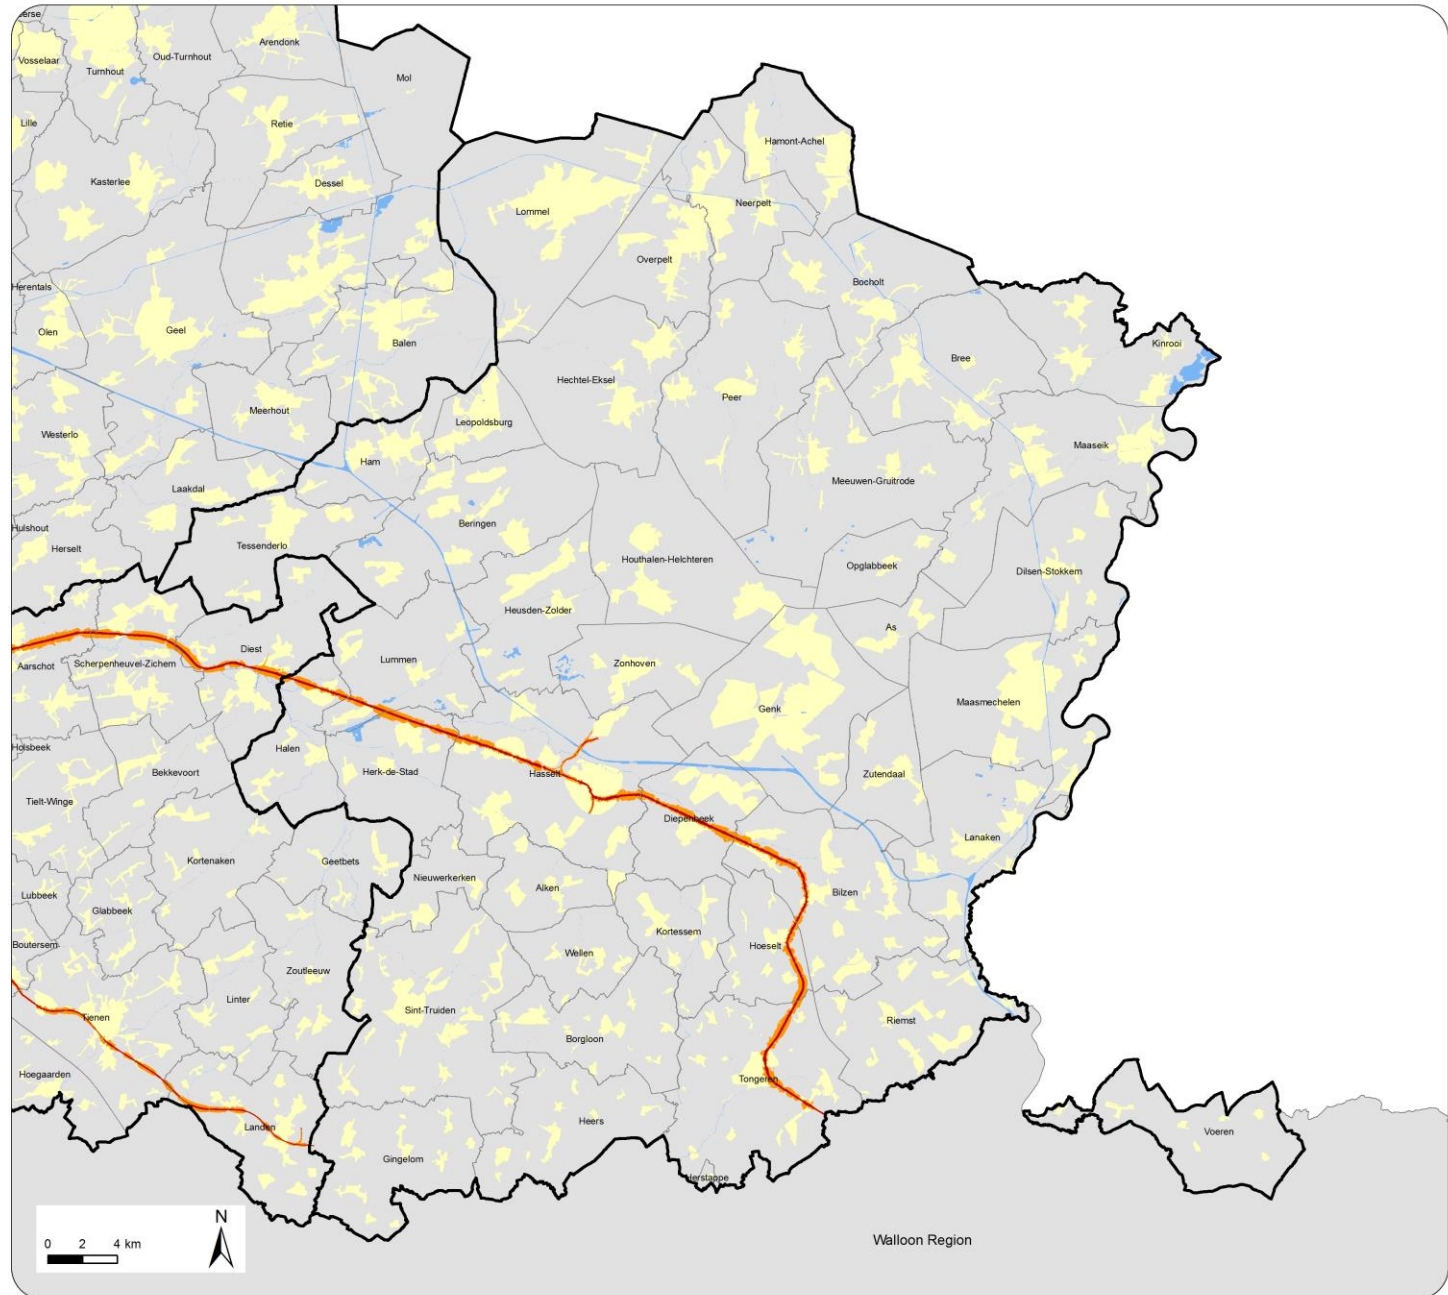 Arendonk
Oud-Turnhout
Vosselaar
Turnhout
Mol
Lille
Retie
Hamont-Achel
Kasterlee
Dessel
Lommel
Neerpelt
Overpelt
Bocholt
Herentals
Olen
Geel
Balen
Kinrooi
Bree
Hechtel-Eksel
Peer
Meerhout
Leopoldsburg
Westerlo
Maaseik
Ham
Laakdal
Meeuwen-Gruitrode
Hulshout
Beringen
Herselt
Tessenderlo
Houthalen-Helchteren
Opglabbeek
Dilsen-Stokkem
Heusden-Zolder
As
Diest
Aarschot
Scherpenheuvel-Zichem
Lummen
Zonhoven
Maasmechelen
Genk
Holsbeek
Halen
Bekkevoort
Herk-de-Stad
Hasselt
Zutendaal
Tielt-Winge
Diepenbeek
Lanaken
Kortenaken
Geetbets
Nieuwerkerken
Alken
Bilzen
Lubbeek
Glabbeek
Kortessem
Boutersem
Hoeselt
Wellen
Zoutleeuw
Linter
Sint-Truiden
Tienen
Riemst
Borgloon
Hoegaarden
Tongeren
Heers
Landen
Voeren
Gingelom
Herstappe
N
0 2 4 km
Walloon Region